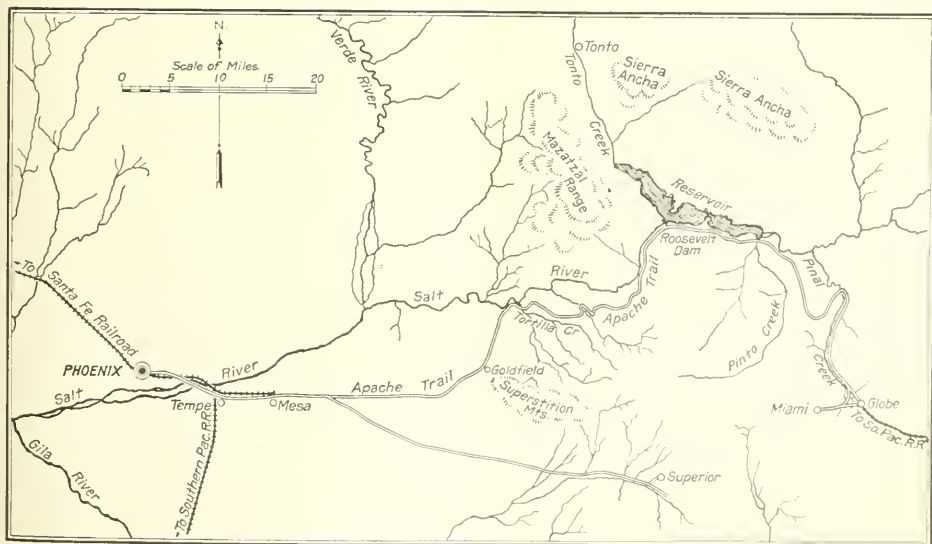 N.
Scale of Miles.
0 5 10 15 20
Verde River
Tonto
Tonto Creek
Sierra
Ancha
Sierra Ancha
Mazatzal
Range
Reservoir
Roosevelt
Dam
To Santa Fe Railroad
Salt River
Apache Trail
Tortilla Cr.
Pinal Creek
Pinto Creek
PHOENIX
River
Salt
Goldfield
Superstition
Mts.
Apache Trail
Tempe
Mesa
Miami
Globe
To So. Pac. R.R.
Gila River
To Southern Pac. R.R.
Superior